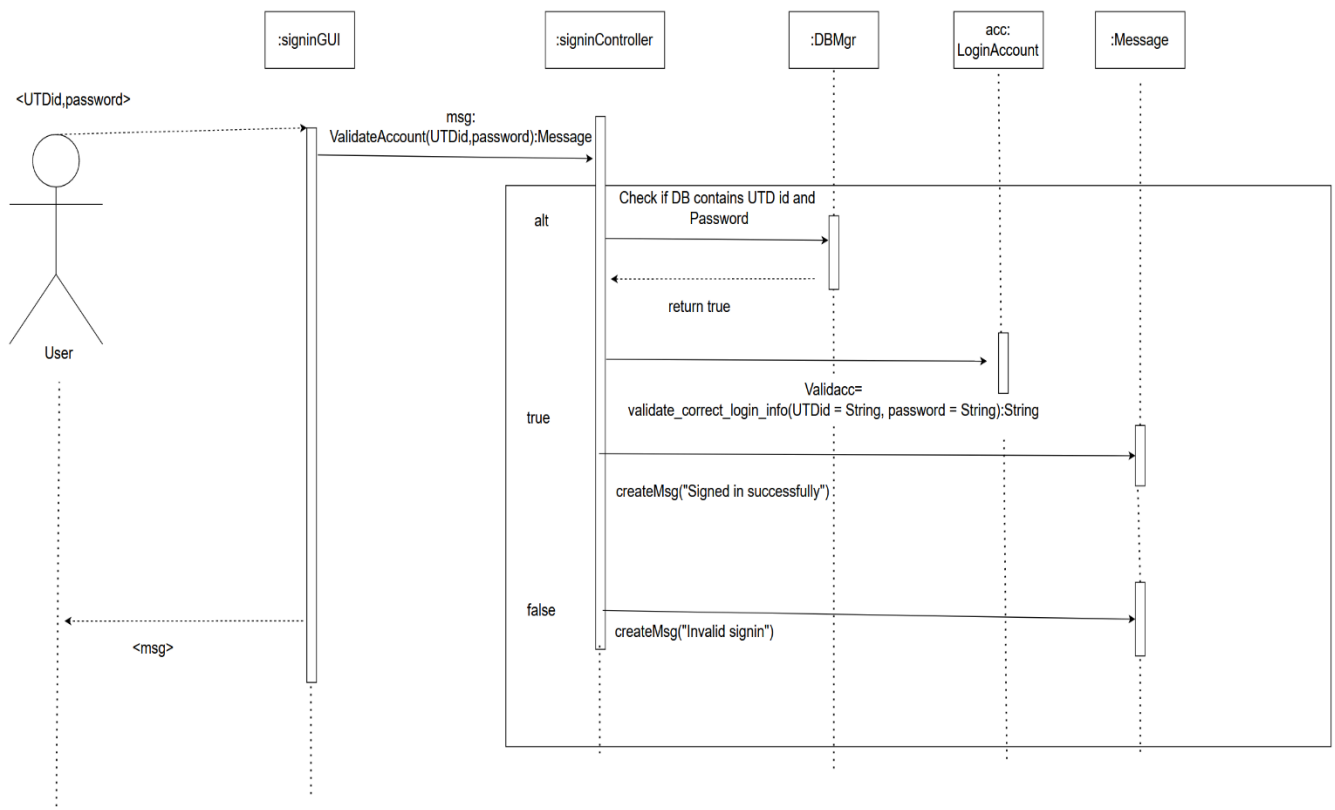 :signinGUI
:signinController
:DBMgr
acc:
LoginAccount
:Message
<UTDid,password>
msg:
ValidateAccount(UTDid,password):Message
Check if DB contains UTD id and
Password
alt
return true
User
Validacc=
validate_correct_login_info(UTDid = String, password = String):String
true
createMsg("Signed in successfully")
false
createMsg("Invalid signin")
<msg>